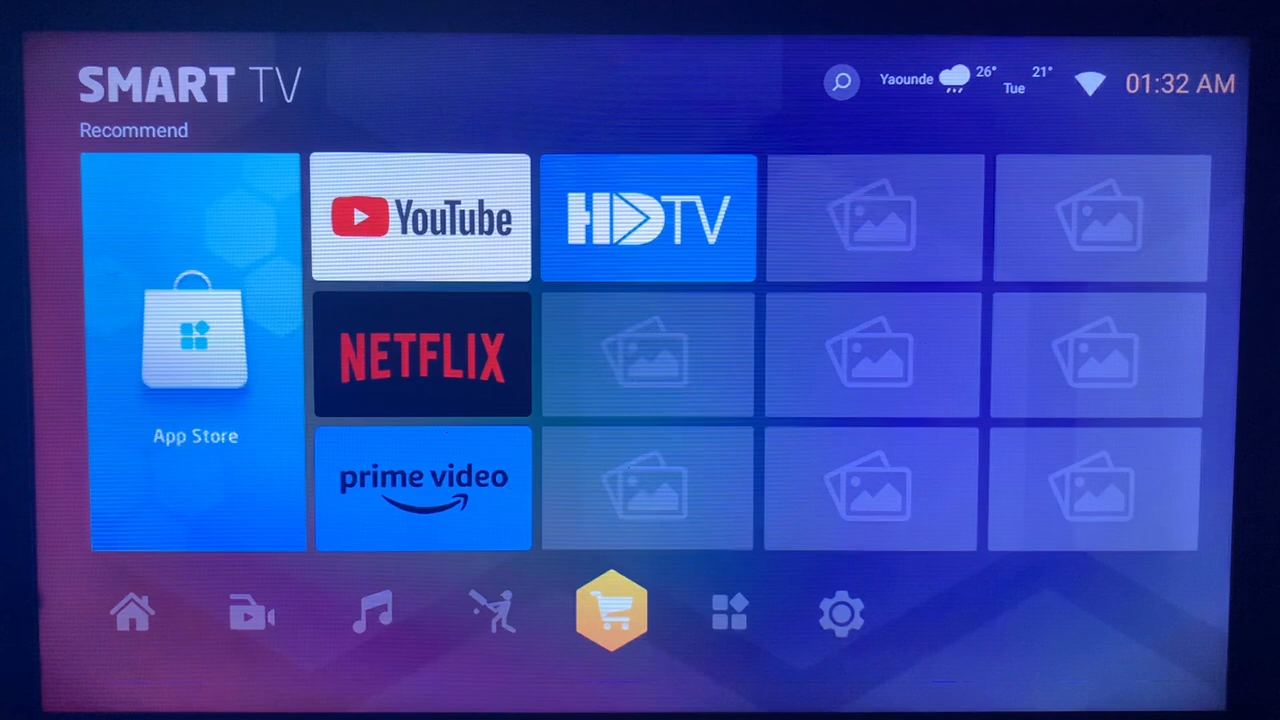 SMART TV
Yaounde 26° Tue 21° 01:32 AM
Recommend
App Store
YouTube
HDTV
NETFLIX
prime video